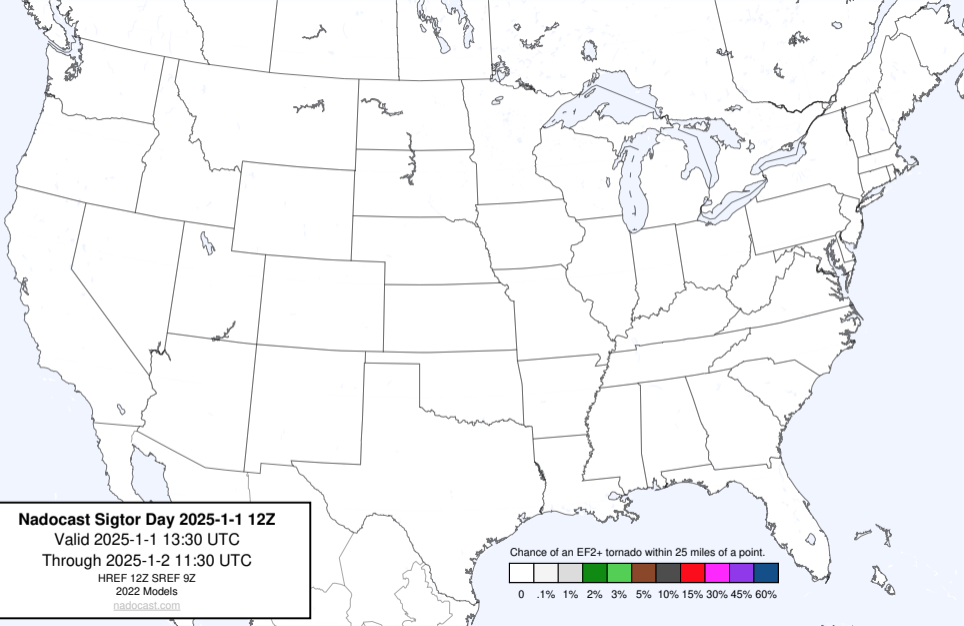 Nadocast Sigtor Day 2025-1-1 12Z
Valid 2025-1-1 13:30 UTC
Through 2025-1-2 11:30 UTC
HREF 12Z SREF 9Z
2022 Models
nadocast.com
Chance of an EF2+ tornado within 25 miles of a point.
0 .1% 1% 2% 3% 5% 10% 15% 30% 45% 60%